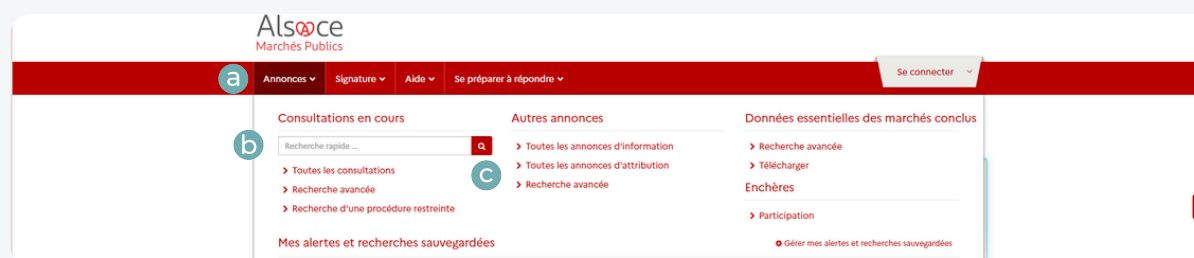 Alsace
Marchés Publics
a
Annonces
Signature
Aide
Se préparer à répondre
Se connecter
Consultations en cours
b
Recherche rapide ...
Toutes les consultations
c
Recherche avancée
Recherche d'une procédure restreinte
Autres annonces
Toutes les annonces d'information
Toutes les annonces d'attribution
Recherche avancée
Données essentielles des marchés conclus
Recherche avancée
Télécharger
Enchères
Participation
Mes alertes et recherches sauvegardées
Gérer mes alertes et recherches sauvegardées